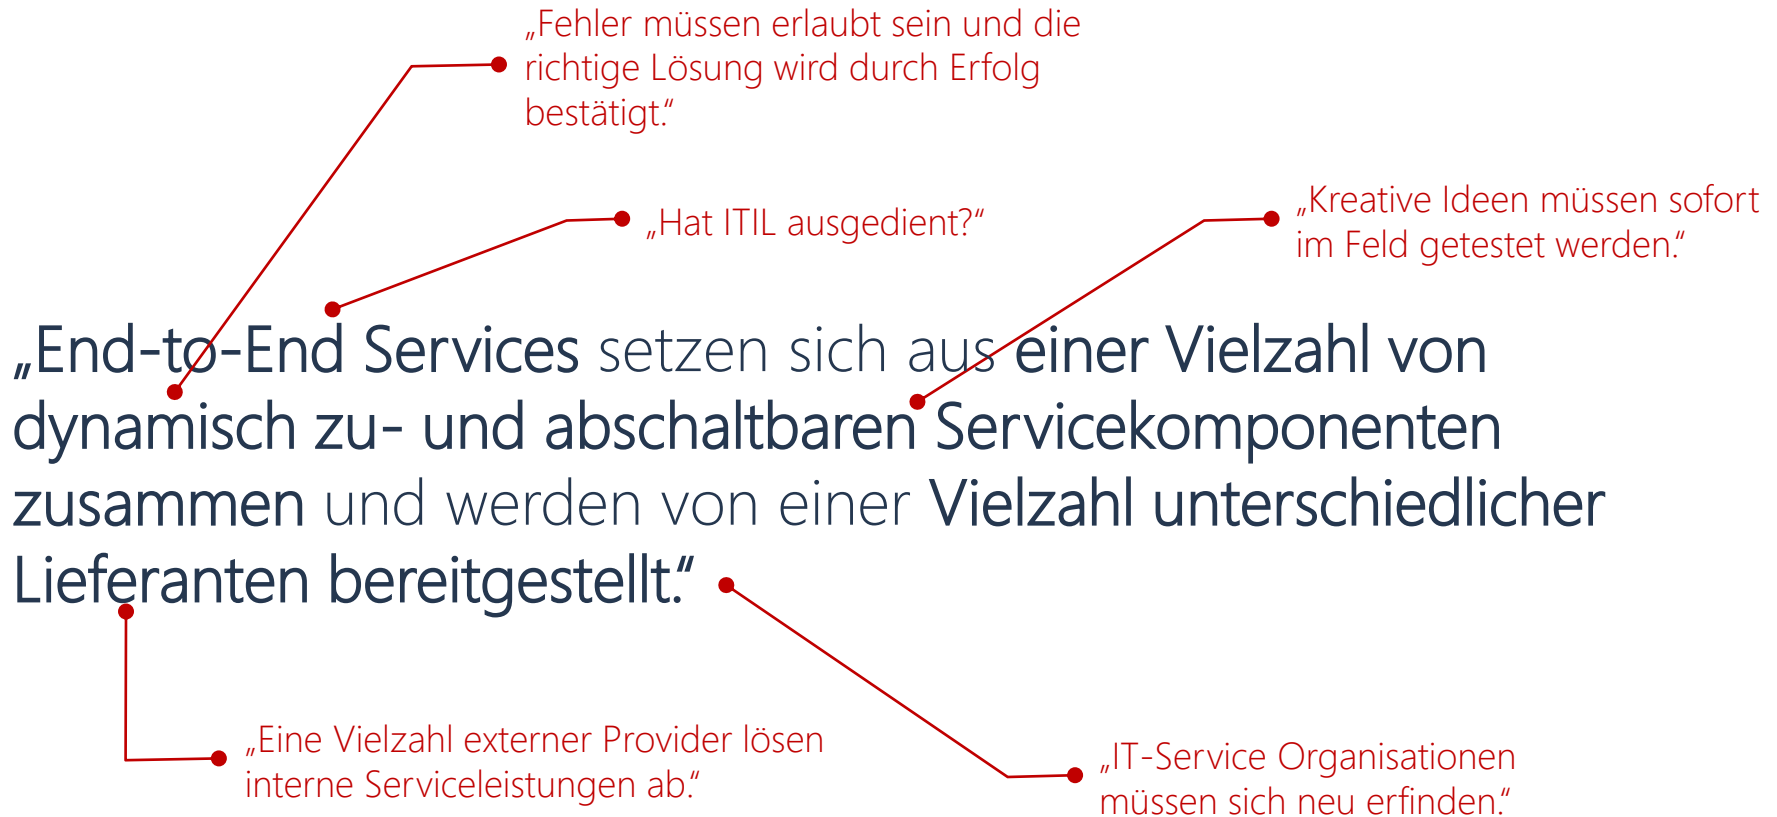 „Fehler müssen erlaubt sein und die
richtige Lösung wird durch Erfolg
bestätigt.“
„Hat ITIL ausgedient?“
„Kreative Ideen müssen sofort
im Feld getestet werden.“
„End-to-End Services setzen sich aus einer Vielzahl von
dynamisch zu- und abschaltbaren Servicekomponenten
zusammen und werden von einer Vielzahl unterschiedlicher
Lieferanten bereitgestellt.“
„Eine Vielzahl externer Provider lösen
interne Serviceleistungen ab.“
„IT-Service Organisationen
müssen sich neu erfinden.“